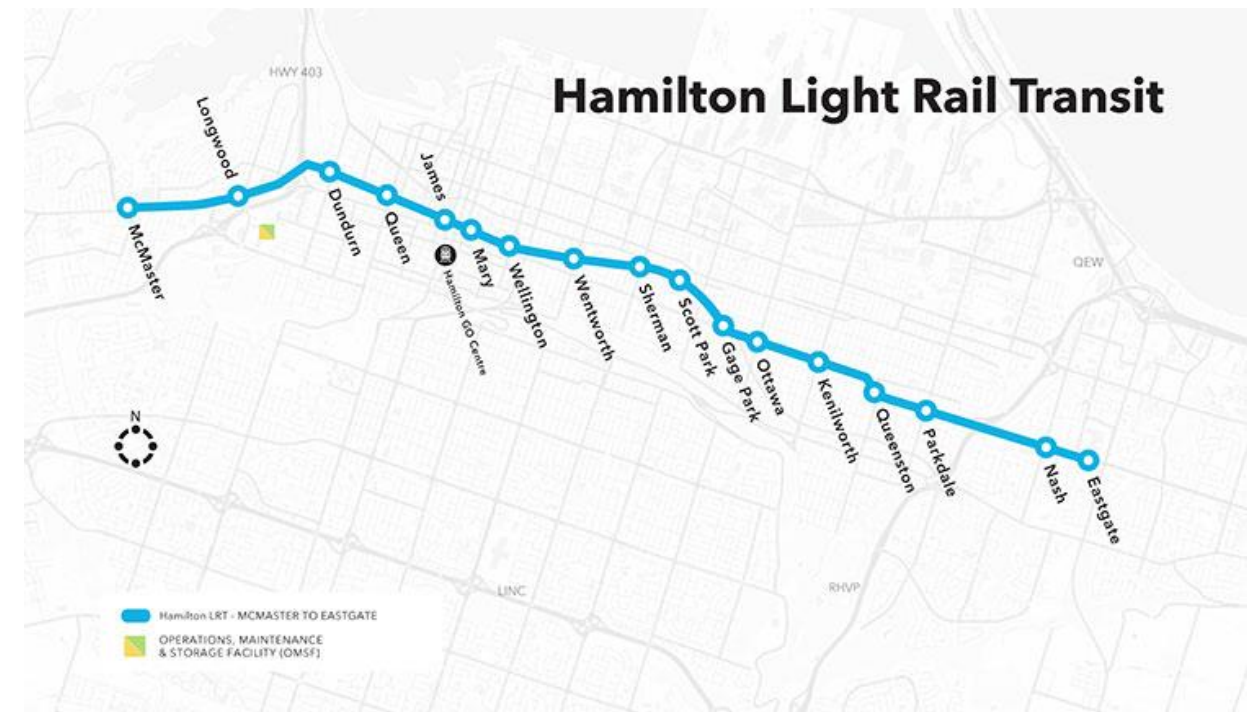 Hamilton Light Rail Transit
HWY 403
Longwood
James
McMaster
Dundurn
Queen
Mary
Wellington
Hamilton GO Centre
Wentworth
Sherman
Scott Park
Gage Park
Ottawa
Kenilworth
Queenston
Parkdale
Nash
Eastgate
QEW
N
LINC
RHVP
Hamilton LRT - MCMASTER TO EASTGATE
OPERATIONS, MAINTENANCE
& STORAGE FACILITY (OMSF)